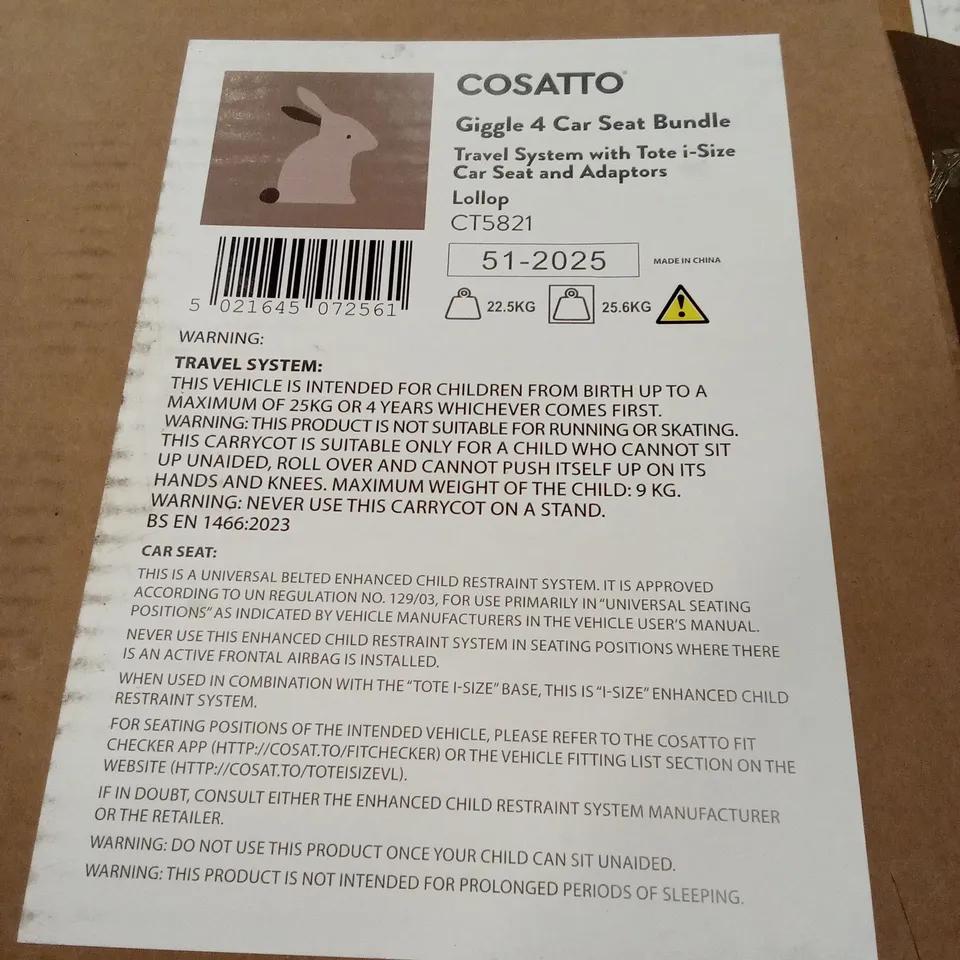 COSATTO
Giggle 4 Car Seat Bundle
Travel System with Tote i-Size
Car Seat and Adaptors
Lollop
CT5821
51-2025
MADE IN CHINA
22.5KG
25.6KG
5 021645 072561
WARNING:
TRAVEL SYSTEM:
THIS VEHICLE IS INTENDED FOR CHILDREN FROM BIRTH UP TO A
MAXIMUM OF 25KG OR 4 YEARS WHICHEVER COMES FIRST.
WARNING: THIS PRODUCT IS NOT SUITABLE FOR RUNNING OR SKATING.
THIS CARRYCOT IS SUITABLE ONLY FOR A CHILD WHO CANNOT SIT
UP UNAIDED, ROLL OVER AND CANNOT PUSH ITSELF UP ON ITS
HANDS AND KNEES. MAXIMUM WEIGHT OF THE CHILD: 9 KG.
WARNING: NEVER USE THIS CARRYCOT ON A STAND.
BS EN 1466:2023
CAR SEAT:
THIS IS A UNIVERSAL BELTED ENHANCED CHILD RESTRAINT SYSTEM. IT IS APPROVED
ACCORDING TO UN REGULATION NO. 129/03, FOR USE PRIMARILY IN "UNIVERSAL SEATING
POSITIONS" AS INDICATED BY VEHICLE MANUFACTURERS IN THE VEHICLE USER'S MANUAL.
NEVER USE THIS ENHANCED CHILD RESTRAINT SYSTEM IN SEATING POSITIONS WHERE THERE
IS AN ACTIVE FRONTAL AIRBAG IS INSTALLED.
WHEN USED IN COMBINATION WITH THE "TOTE I-SIZE" BASE, THIS IS "I-SIZE" ENHANCED CHILD
RESTRAINT SYSTEM.
FOR SEATING POSITIONS OF THE INTENDED VEHICLE, PLEASE REFER TO THE COSATTO FIT
CHECKER APP (HTTP://COSAT.TO/FITCHECKER) OR THE VEHICLE FITTING LIST SECTION ON THE
WEBSITE (HTTP://COSAT.TO/TOTEISIZEVL).
IF IN DOUBT, CONSULT EITHER THE ENHANCED CHILD RESTRAINT SYSTEM MANUFACTURER
OR THE RETAILER.
WARNING: DO NOT USE THIS PRODUCT ONCE YOUR CHILD CAN SIT UNAIDED.
WARNING: THIS PRODUCT IS NOT INTENDED FOR PROLONGED PERIODS OF SLEEPING.